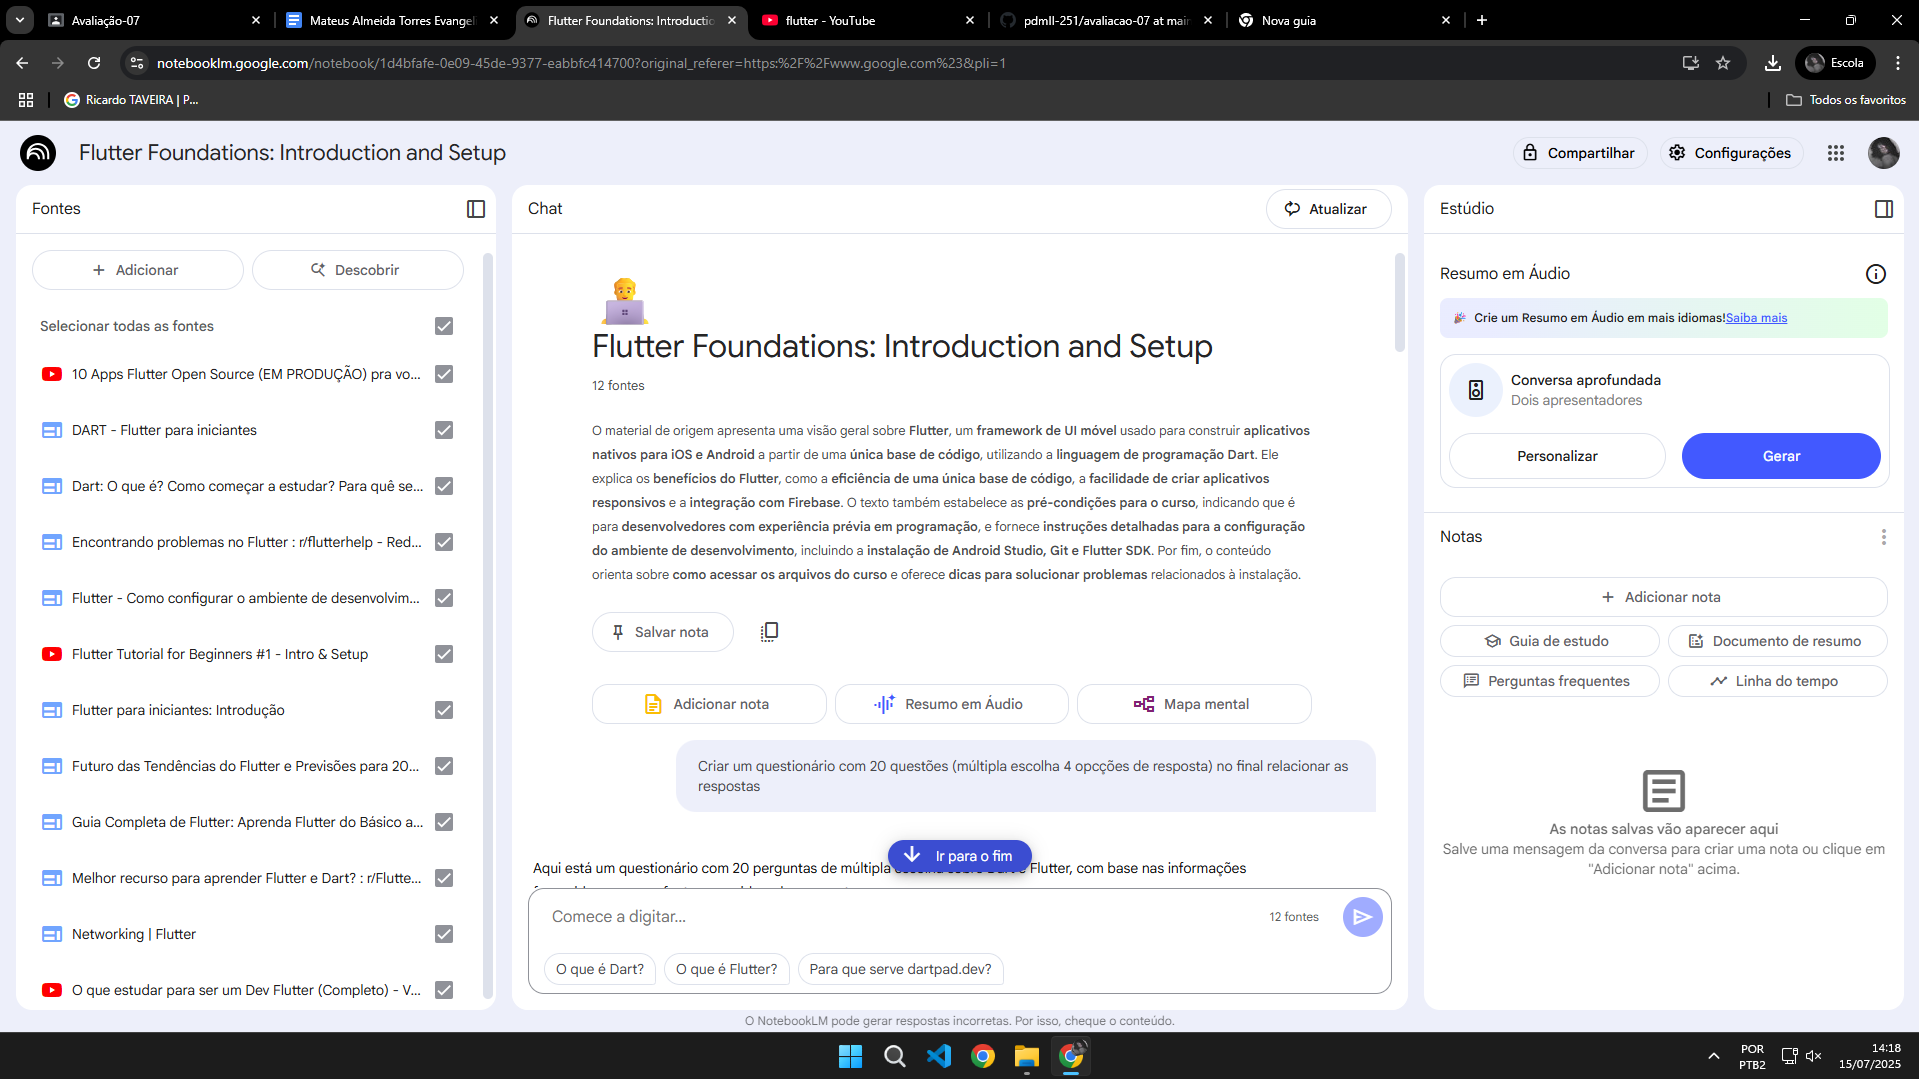 Avaliação-07
Mateus Almeida Torres Evangeli
Flutter Foundations: Introductio
flutter - YouTube
pdmII-251/avaliacao-07 at main
Nova guia
notebooklm.google.com/notebook/1d4bfafe-0e09-45de-9377-eabbfc414700?original_referer=https:%2F%2Fwww.google.com%23&pli=1
Escola
Ricardo TAVEIRA | P...
Todos os favoritos
Flutter Foundations: Introduction and Setup
Compartilhar
Configurações
Fontes
Adicionar
Descobrir
Selecionar todas as fontes
10 Apps Flutter Open Source (EM PRODUÇÃO) pra vo...
DART - Flutter para iniciantes
Dart: O que é? Como começar a estudar? Para quê se...
Encontrando problemas no Flutter : r/flutterhelp - Red...
Flutter - Como configurar o ambiente de desenvolvim...
Flutter Tutorial for Beginners #1 - Intro & Setup
Flutter para iniciantes: Introdução
Futuro das Tendências do Flutter e Previsões para 20...
Guia Completa de Flutter: Aprenda Flutter do Básico a...
Melhor recurso para aprender Flutter e Dart? : r/Flutte...
Networking | Flutter
O que estudar para ser um Dev Flutter (Completo) - V...
Chat
Atualizar
Flutter Foundations: Introduction and Setup
12 fontes
O material de origem apresenta uma visão geral sobre Flutter, um framework de UI móvel usado para construir aplicativos
nativos para iOS e Android a partir de uma única base de código, utilizando a linguagem de programação Dart. Ele
explica os benefícios do Flutter, como a eficiência de uma única base de código, a facilidade de criar aplicativos
responsivos e a integração com Firebase. O texto também estabelece as pré-condições para o curso, indicando que é
para desenvolvedores com experiência prévia em programação, e fornece instruções detalhadas para a configuração
do ambiente de desenvolvimento, incluindo a instalação de Android Studio, Git e Flutter SDK. Por fim, o conteúdo
orienta sobre como acessar os arquivos do curso e oferece dicas para solucionar problemas relacionados à instalação.
Salvar nota
Adicionar nota
Resumo em Áudio
Mapa mental
Criar um questionário com 20 questões (múltipla escolha 4 opcções de resposta) no final relacionar as
respostas
Ir para o fim
Aqui está um questionário com 20 perguntas de múltipla Flutter, com base nas informações
Comece a digitar...
12 fontes
O que é Dart?
O que é Flutter?
Para que serve dartpad.dev?
O NotebookLM pode gerar respostas incorretas. Por isso, cheque o conteúdo.
Estúdio
Resumo em Áudio
Crie um Resumo em Áudio em mais idiomas!Saiba mais
Conversa aprofundada
Dois apresentadores
Personalizar
Gerar
Notas
Adicionar nota
Guia de estudo
Documento de resumo
Perguntas frequentes
Linha do tempo
As notas salvas vão aparecer aqui
Salve uma mensagem da conversa para criar uma nota ou clique em
"Adicionar nota" acima.
POR
PTB2
14:18
15/07/2025